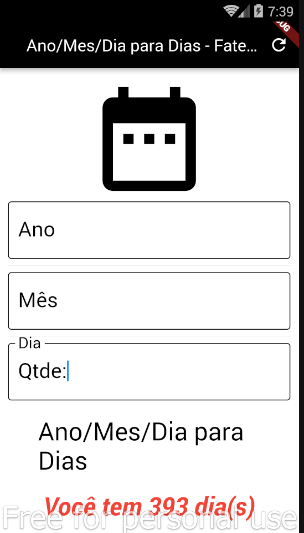 7:39
Ano/Mes/Dia para Dias - Fate...
Ano
Mês
Dia
Qtde:
Ano/Mes/Dia para
Dias
Você tem 393 dia(s)
Free for personal use